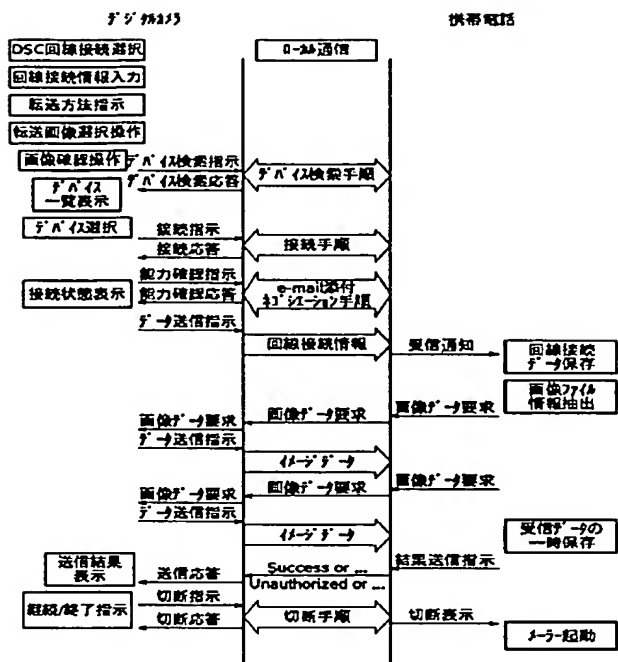 デジタルカメラ
携帯電話
DSC回線接続選択
ローカル通信
回線接続情報入力
転送方法指示
転送画像選択操作
画像確認操作
デバイス検索指示
デバイス検索手順
デバイス検索応答
デバイス
一覧表示
デバイス選択
接続指示
接続手順
接続応答
能力確認指示
e-mail添付
ネゴシエーション手順
接続状態表示
能力確認応答
データ送信指示
回線接続情報
受信通知
回線接続
データ保存
画像ファイル
情報抽出
画像データ要求
画像データ要求
画像データ要求
データ送信指示
イメージデータ
画像データ要求
画像データ要求
画像データ要求
データ送信指示
イメージデータ
受信データの
一時保存
送信結果
表示
送信応答
Success or ...
Unauthorized or ...
結果送信指示
継続/終了指示
切断指示
切断手順
切断表示
切断応答
メーラー起動